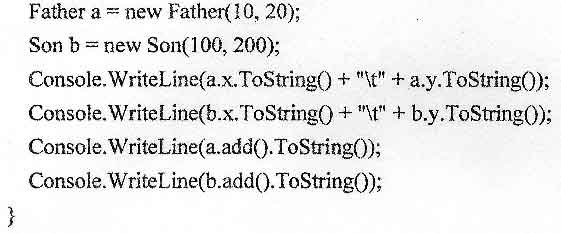 Father a = new Father(10, 20);
Son b = new Son(100, 200);
Console.WriteLine(a.x.ToString() + "\t" + a.y.ToString());
Console.WriteLine(b.x.ToString() + "\t" + b.y.ToString());
Console.WriteLine(a.add().ToString());
Console.WriteLine(b.add().ToString());
}